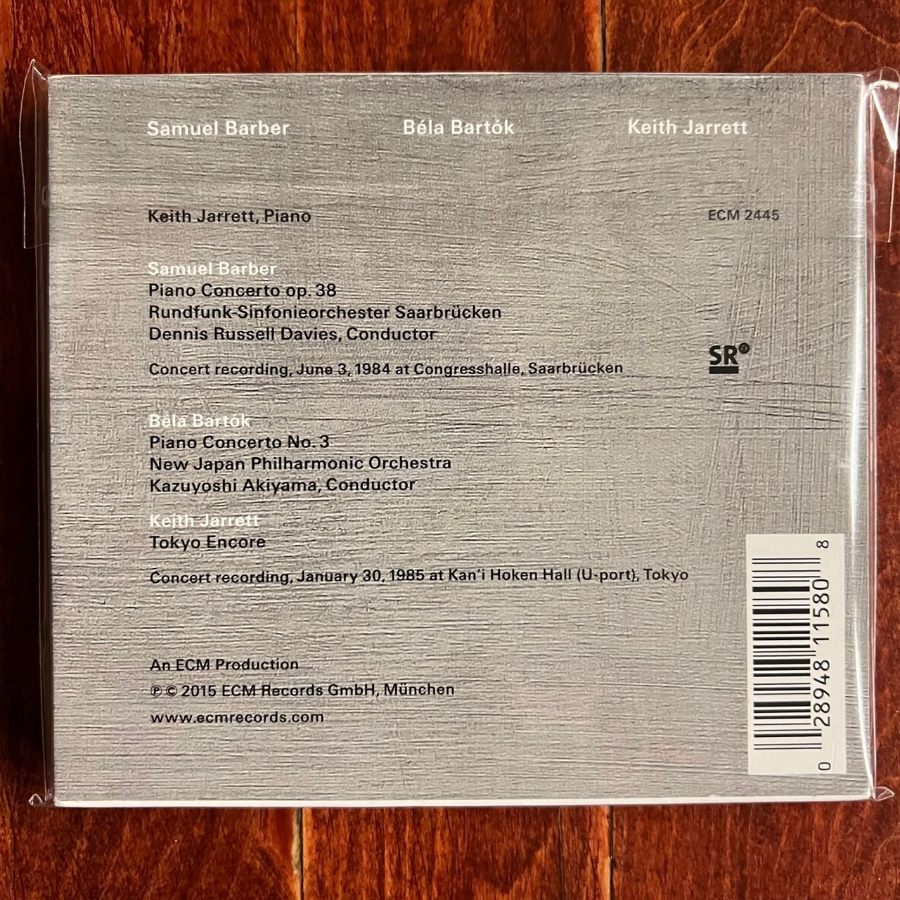 Samuel Barber Béla Bartók Keith Jarrett
Keith Jarrett, Piano ECM 2445
Samuel Barber
Piano Concerto op. 38
Rundfunk-Sinfonieorchester Saarbrücken
Dennis Russell Davies, Conductor
SR
Concert recording, June 3, 1984 at Congresshalle, Saarbrücken
Béla Bartók
Piano Concerto No. 3
New Japan Philharmonic Orchestra
Kazuyoshi Akiyama, Conductor
Keith Jarrett
Tokyo Encore
Concert recording, January 30, 1985 at Kan'i Hoken Hall (U-port), Tokyo
An ECM Production
℗ © 2015 ECM Records GmbH, München
www.ecmrecords.com
0 28948 11580 8